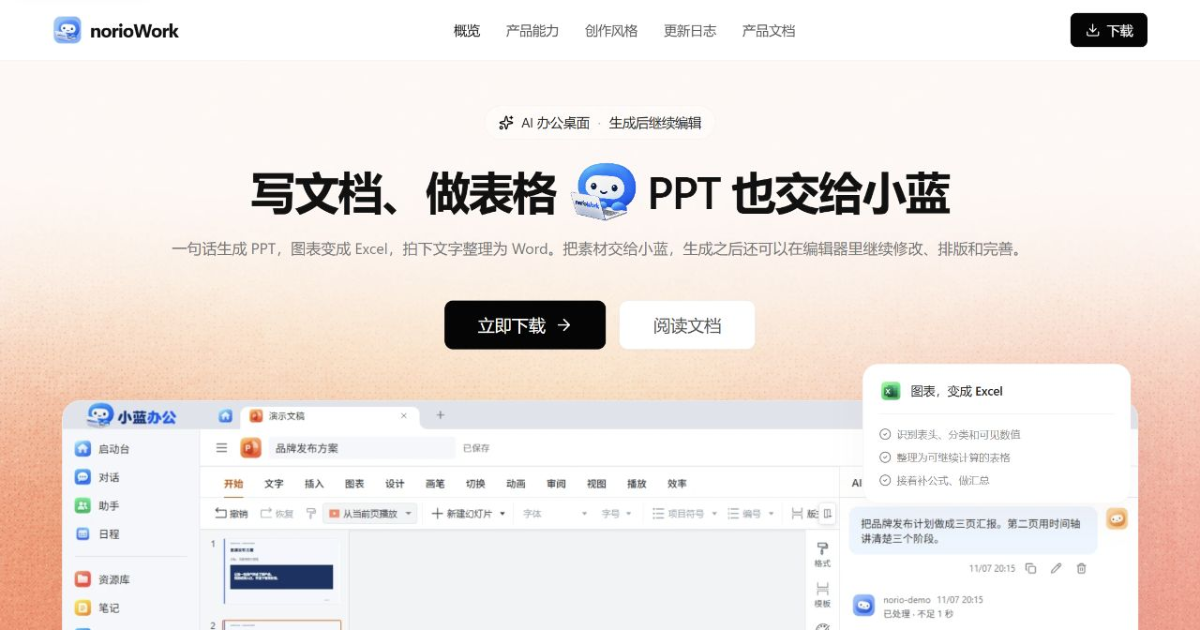 norioWork
概览 产品能力 创作风格 更新日志 产品文档
下载
AI 办公桌面 · 生成后继续编辑
写文档、做表格 PPT 也交给小蓝
norioWork
一句话生成 PPT，图表变成 Excel，拍下文字整理为 Word。把素材交给小蓝，生成之后还可以在编辑器里继续修改、排版和完善。
立即下载 →
阅读文档
图表，变成 Excel
识别表头、分类和可见数值
整理为可继续计算的表格
接着补公式、做汇总
小蓝办公
演示文稿 × +
启动台
对话
助手
日程
资源库
笔记
品牌发布方案 已保存
开始 文字 插入 图表 设计 画笔 切换 动画 审阅 视图 播放 效率
撤销 恢复 从当前页播放 新建幻灯片 字体 字号 项目符号 编号
1
2
格式
模板
AI
把品牌发布计划做成三页汇报。第二页用时间轴
讲清楚三个阶段。
11/07 20:15
norio-demo 11/07 20:15
已处理 · 不足 1 秒